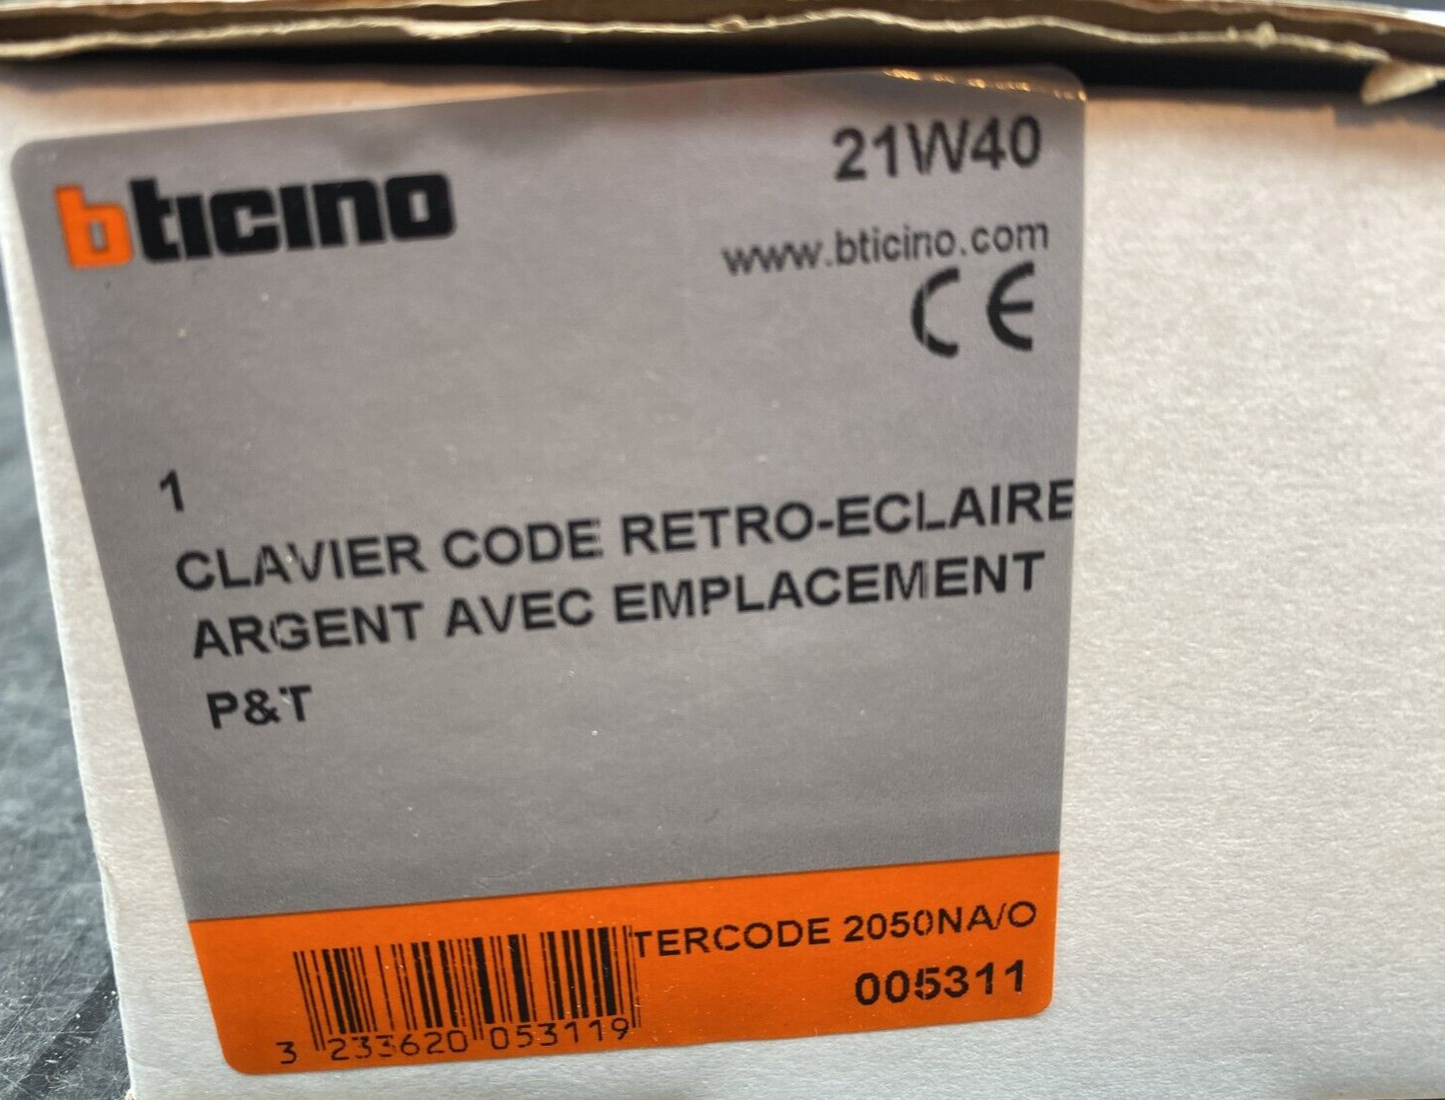 bticino
21W40
www.bticino.com
CE
1
CLAVIER CODE RETRO-ECLAIRE
ARGENT AVEC EMPLACEMENT
P&T
TERCODE 2050NA/O
005311
3 233620 053119